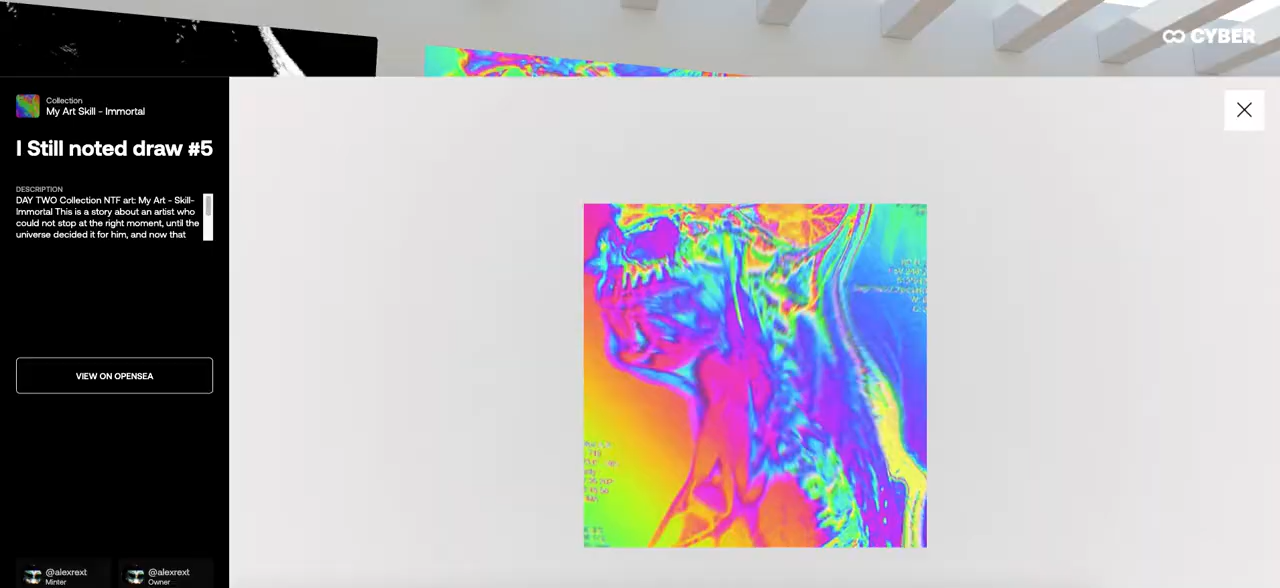 CYBER
Collection
My Art Skill - Immortal
I Still noted draw #5
DESCRIPTION
DAY TWO Collection NTF art: My Art - Skill-
Immortal This is a story about an artist who
could not stop at the right moment, until the
universe decided it for him, and now that
VIEW ON OPENSEA
@alexrext
Minter
@alexrext
Owner